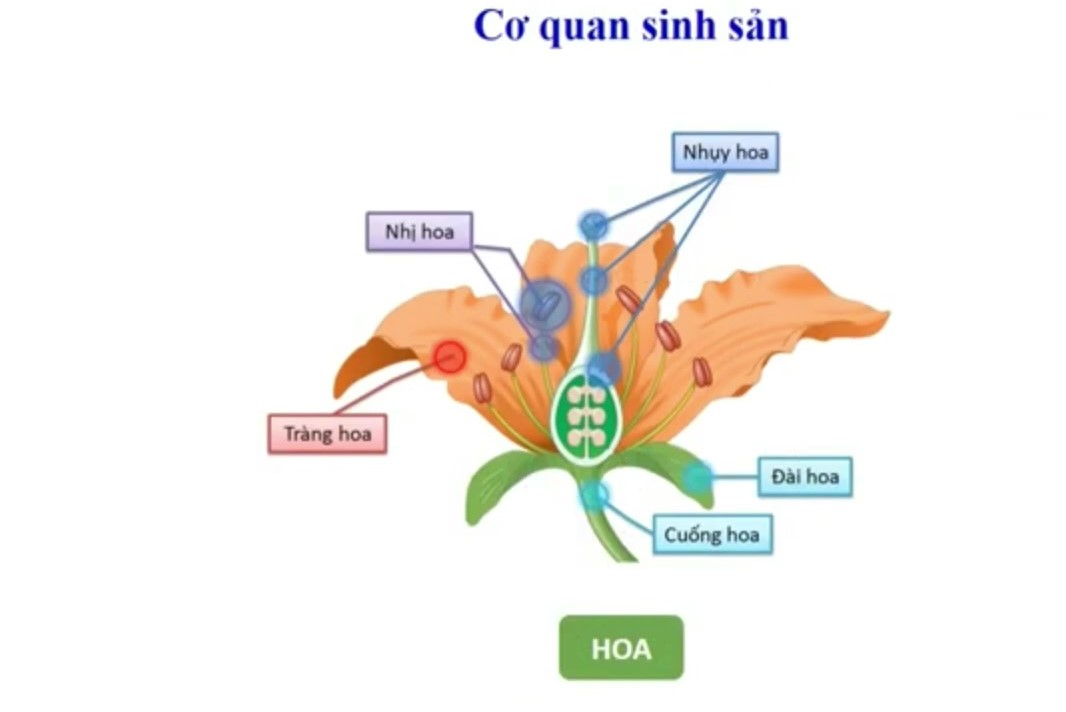 Cơ quan sinh sản
Nhụy hoa
Nhị hoa
Tràng hoa
Đài hoa
Cuống hoa
HOA